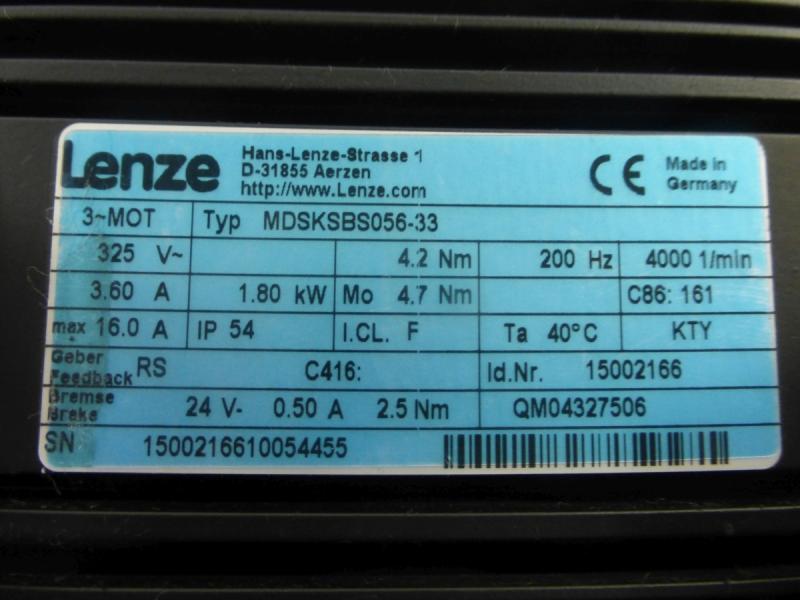 Lenze
Hans-Lenze-Strasse 1
D-31855 Aerzen
http://www.Lenze.com
CE
Made in
Germany
3~MOT Typ MDSKSBS056-33
325 V~ 4.2 Nm 200 Hz 4000 1/min
3.60 A 1.80 kW Mo 4.7 Nm C86: 161
max 16.0 A IP 54 I.CL. F Ta 40°C KTY
Geber
Feedback RS C416: Id.Nr. 15002166
Bremse
Brake 24 V- 0.50 A 2.5 Nm QM04327506
SN 1500216610054455